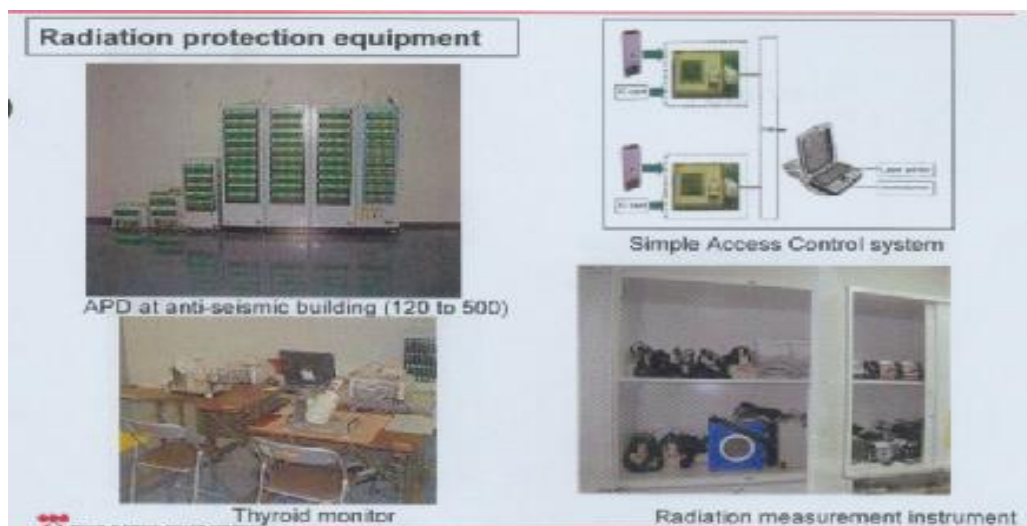 Radiation protection equipment
Simple Access Control system
APD at anti-seismic building (120 to 500)
Thyroid monitor
Radiation measurement instrument